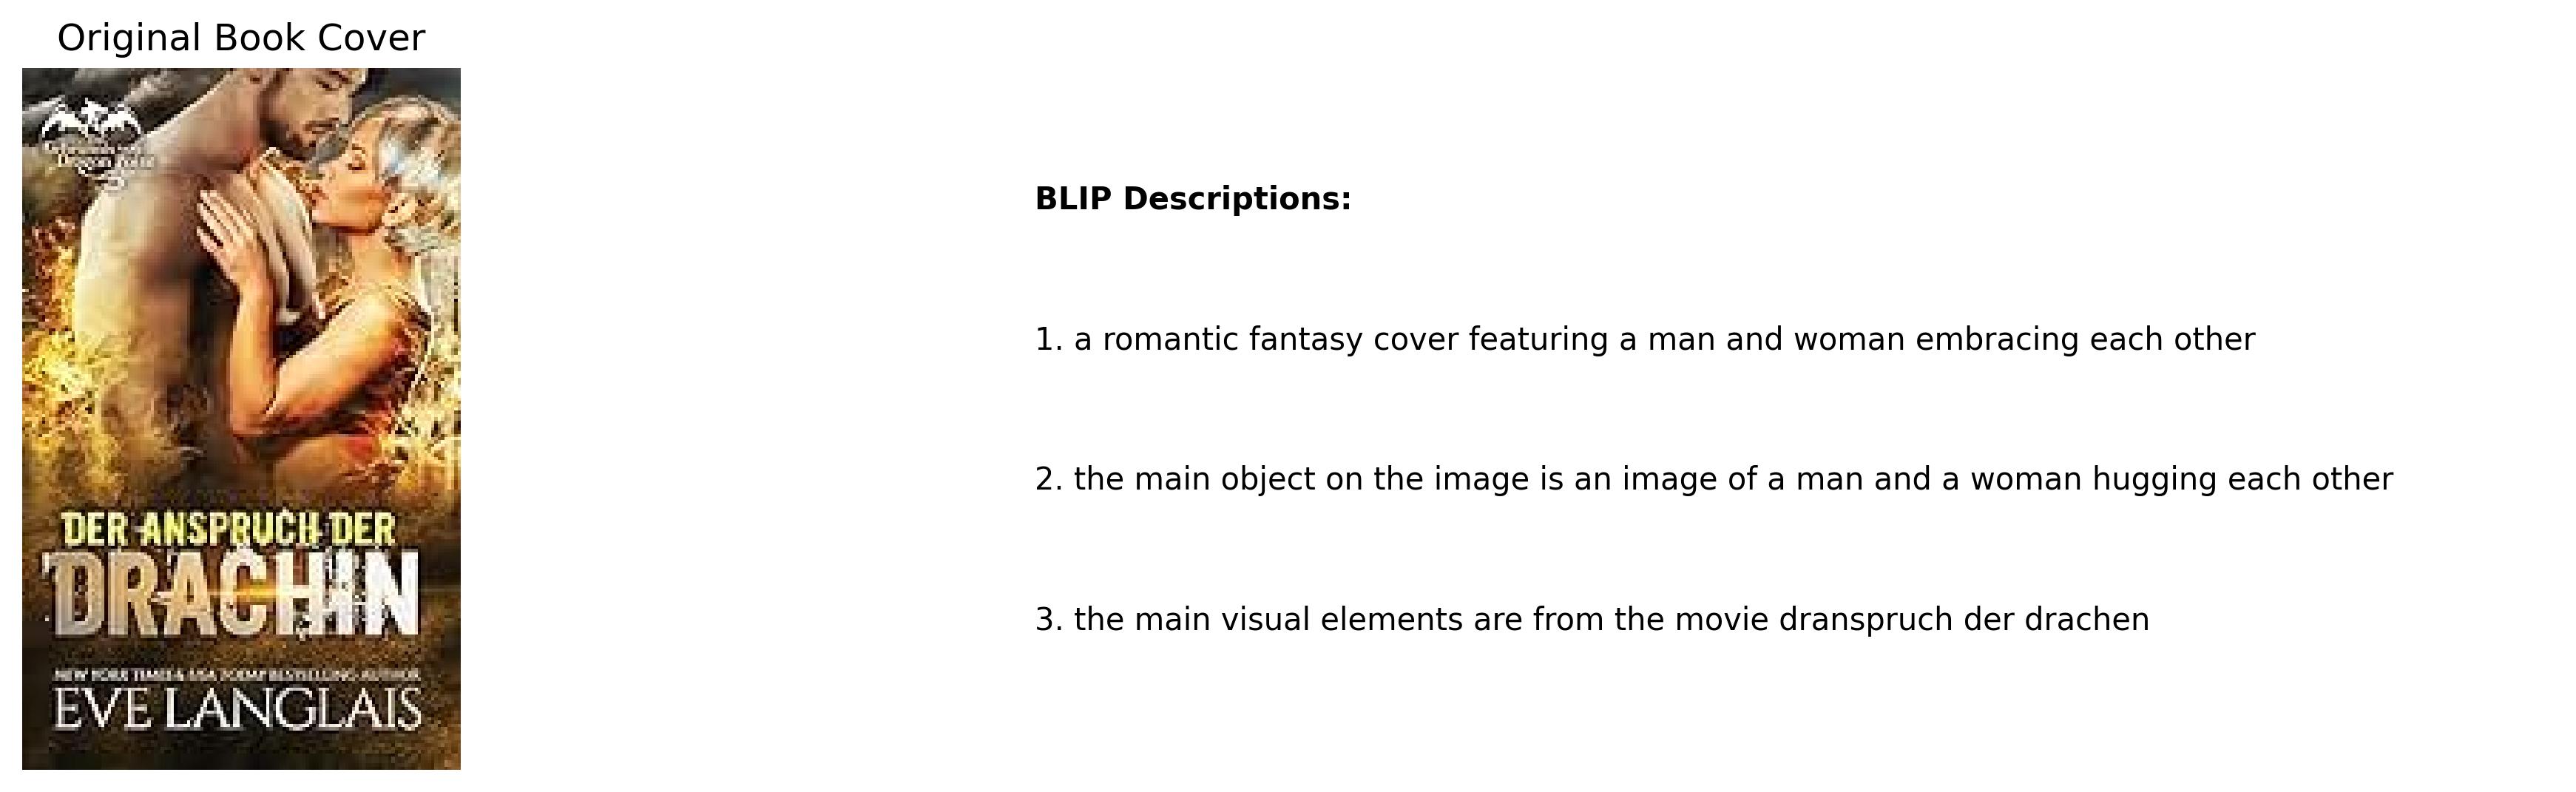 Original Book Cover
Dragon
DER ANSPRUCH DER
DRACHIN
NEW YORK TIMES & USA TODAY BESTSELLING AUTHOR
EVE LANGLAIS
BLIP Descriptions:
1. a romantic fantasy cover featuring a man and woman embracing each other
2. the main object on the image is an image of a man and a woman hugging each other
3. the main visual elements are from the movie dranspruch der drachen